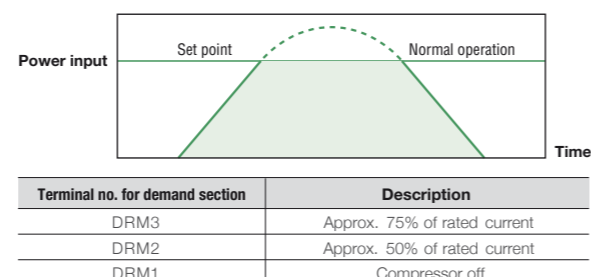 Set point
Normal operation
Power input
Time
Terminal no. for demand section Description
DRM3 Approx. 75% of rated current
DRM2 Approx. 50% of rated current
DRM1 Compressor off